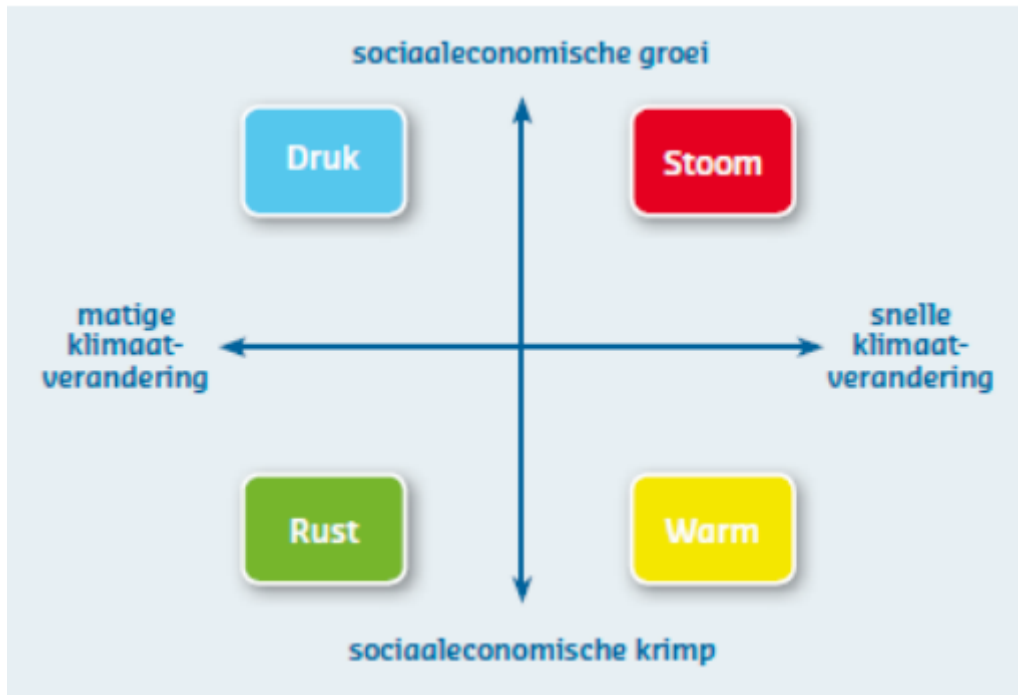 sociaaleconomische groei
Druk
Stoom
matige
klimaat-
verandering
snelle
klimaat-
verandering
Rust
Warm
sociaaleconomische krimp